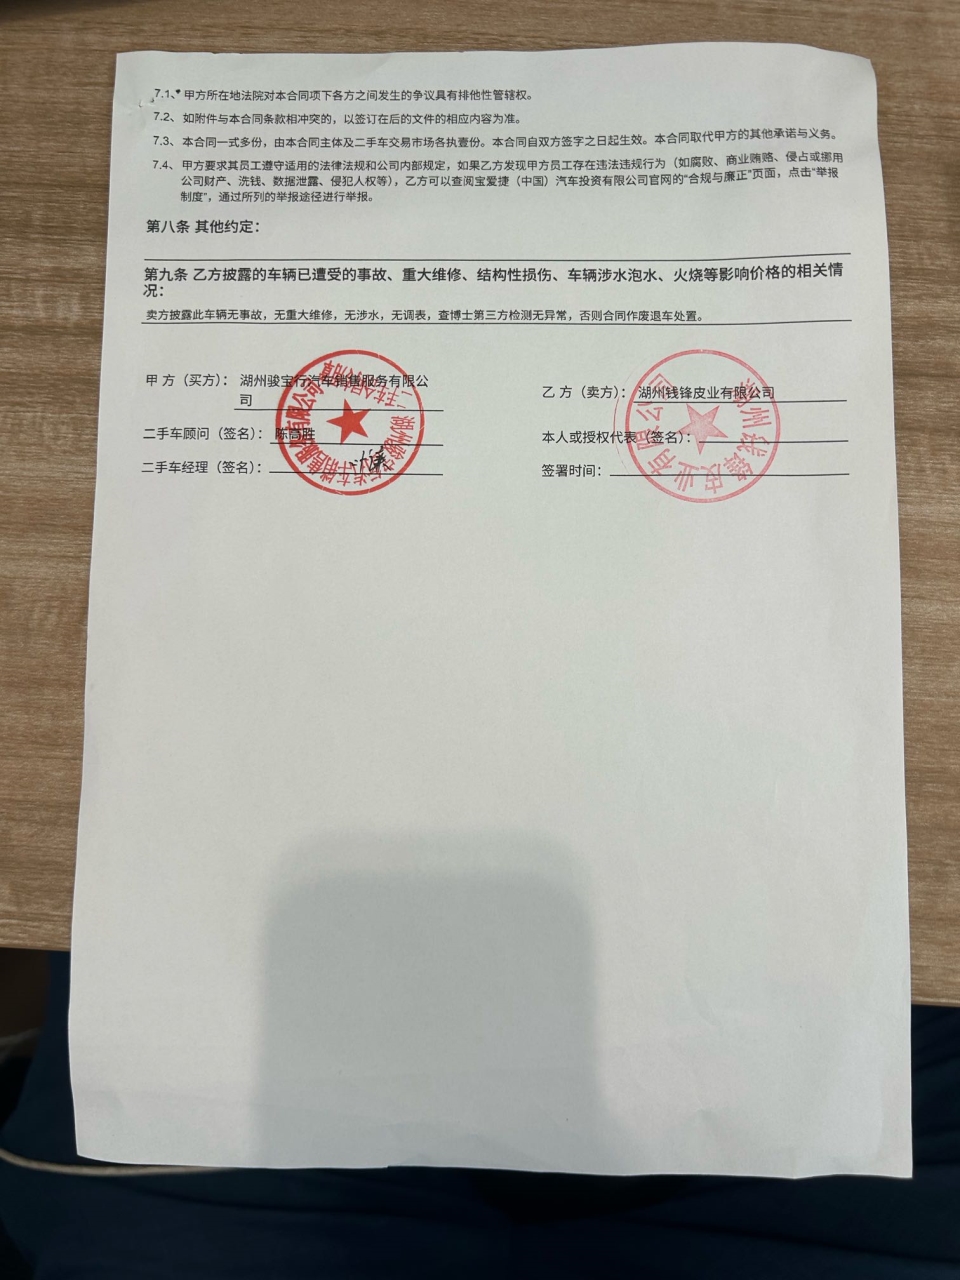 7.1、甲方所在地法院对本合同项下各方之间发生的争议具有排他性管辖权。
7.2、如附件与本合同条款相冲突的，以签订在后的文件的相应内容为准。
7.3、本合同一式多份，由本合同主体及二手车交易市场各执壹份。本合同自双方签字之日起生效。本合同取代甲方的其他承诺与义务。
7.4、甲方要求其员工遵守适用的法律法规和公司内部规定，如果乙方发现甲方员工存在违法违规行为（如腐败、商业贿赂、侵占或挪用
公司财产、洗钱、数据泄露、侵犯人权等），乙方可以查阅宝爱捷（中国）汽车投资有限公司官网的“合规与廉正”页面，点击“举报
制度”，通过所列的举报途径进行举报。
第八条 其他约定：
第九条 乙方披露的车辆已遭受的事故、重大维修、结构性损伤、车辆涉水泡水、火烧等影响价格的相关情
况：
卖方披露此车辆无事故，无重大维修，无涉水，无调表，查博士第三方检测无异常，否则合同作废退车处置。
甲 方（买方）： 湖州骏宝行汽车销售服务有限公
司
二手车顾问（签名）： 陈高胜
二手车经理（签名）：
乙 方（卖方）： 湖州钱锋皮业有限公司
本人或授权代表（签名）：
签署时间：
湖州钱锋皮业有限公司